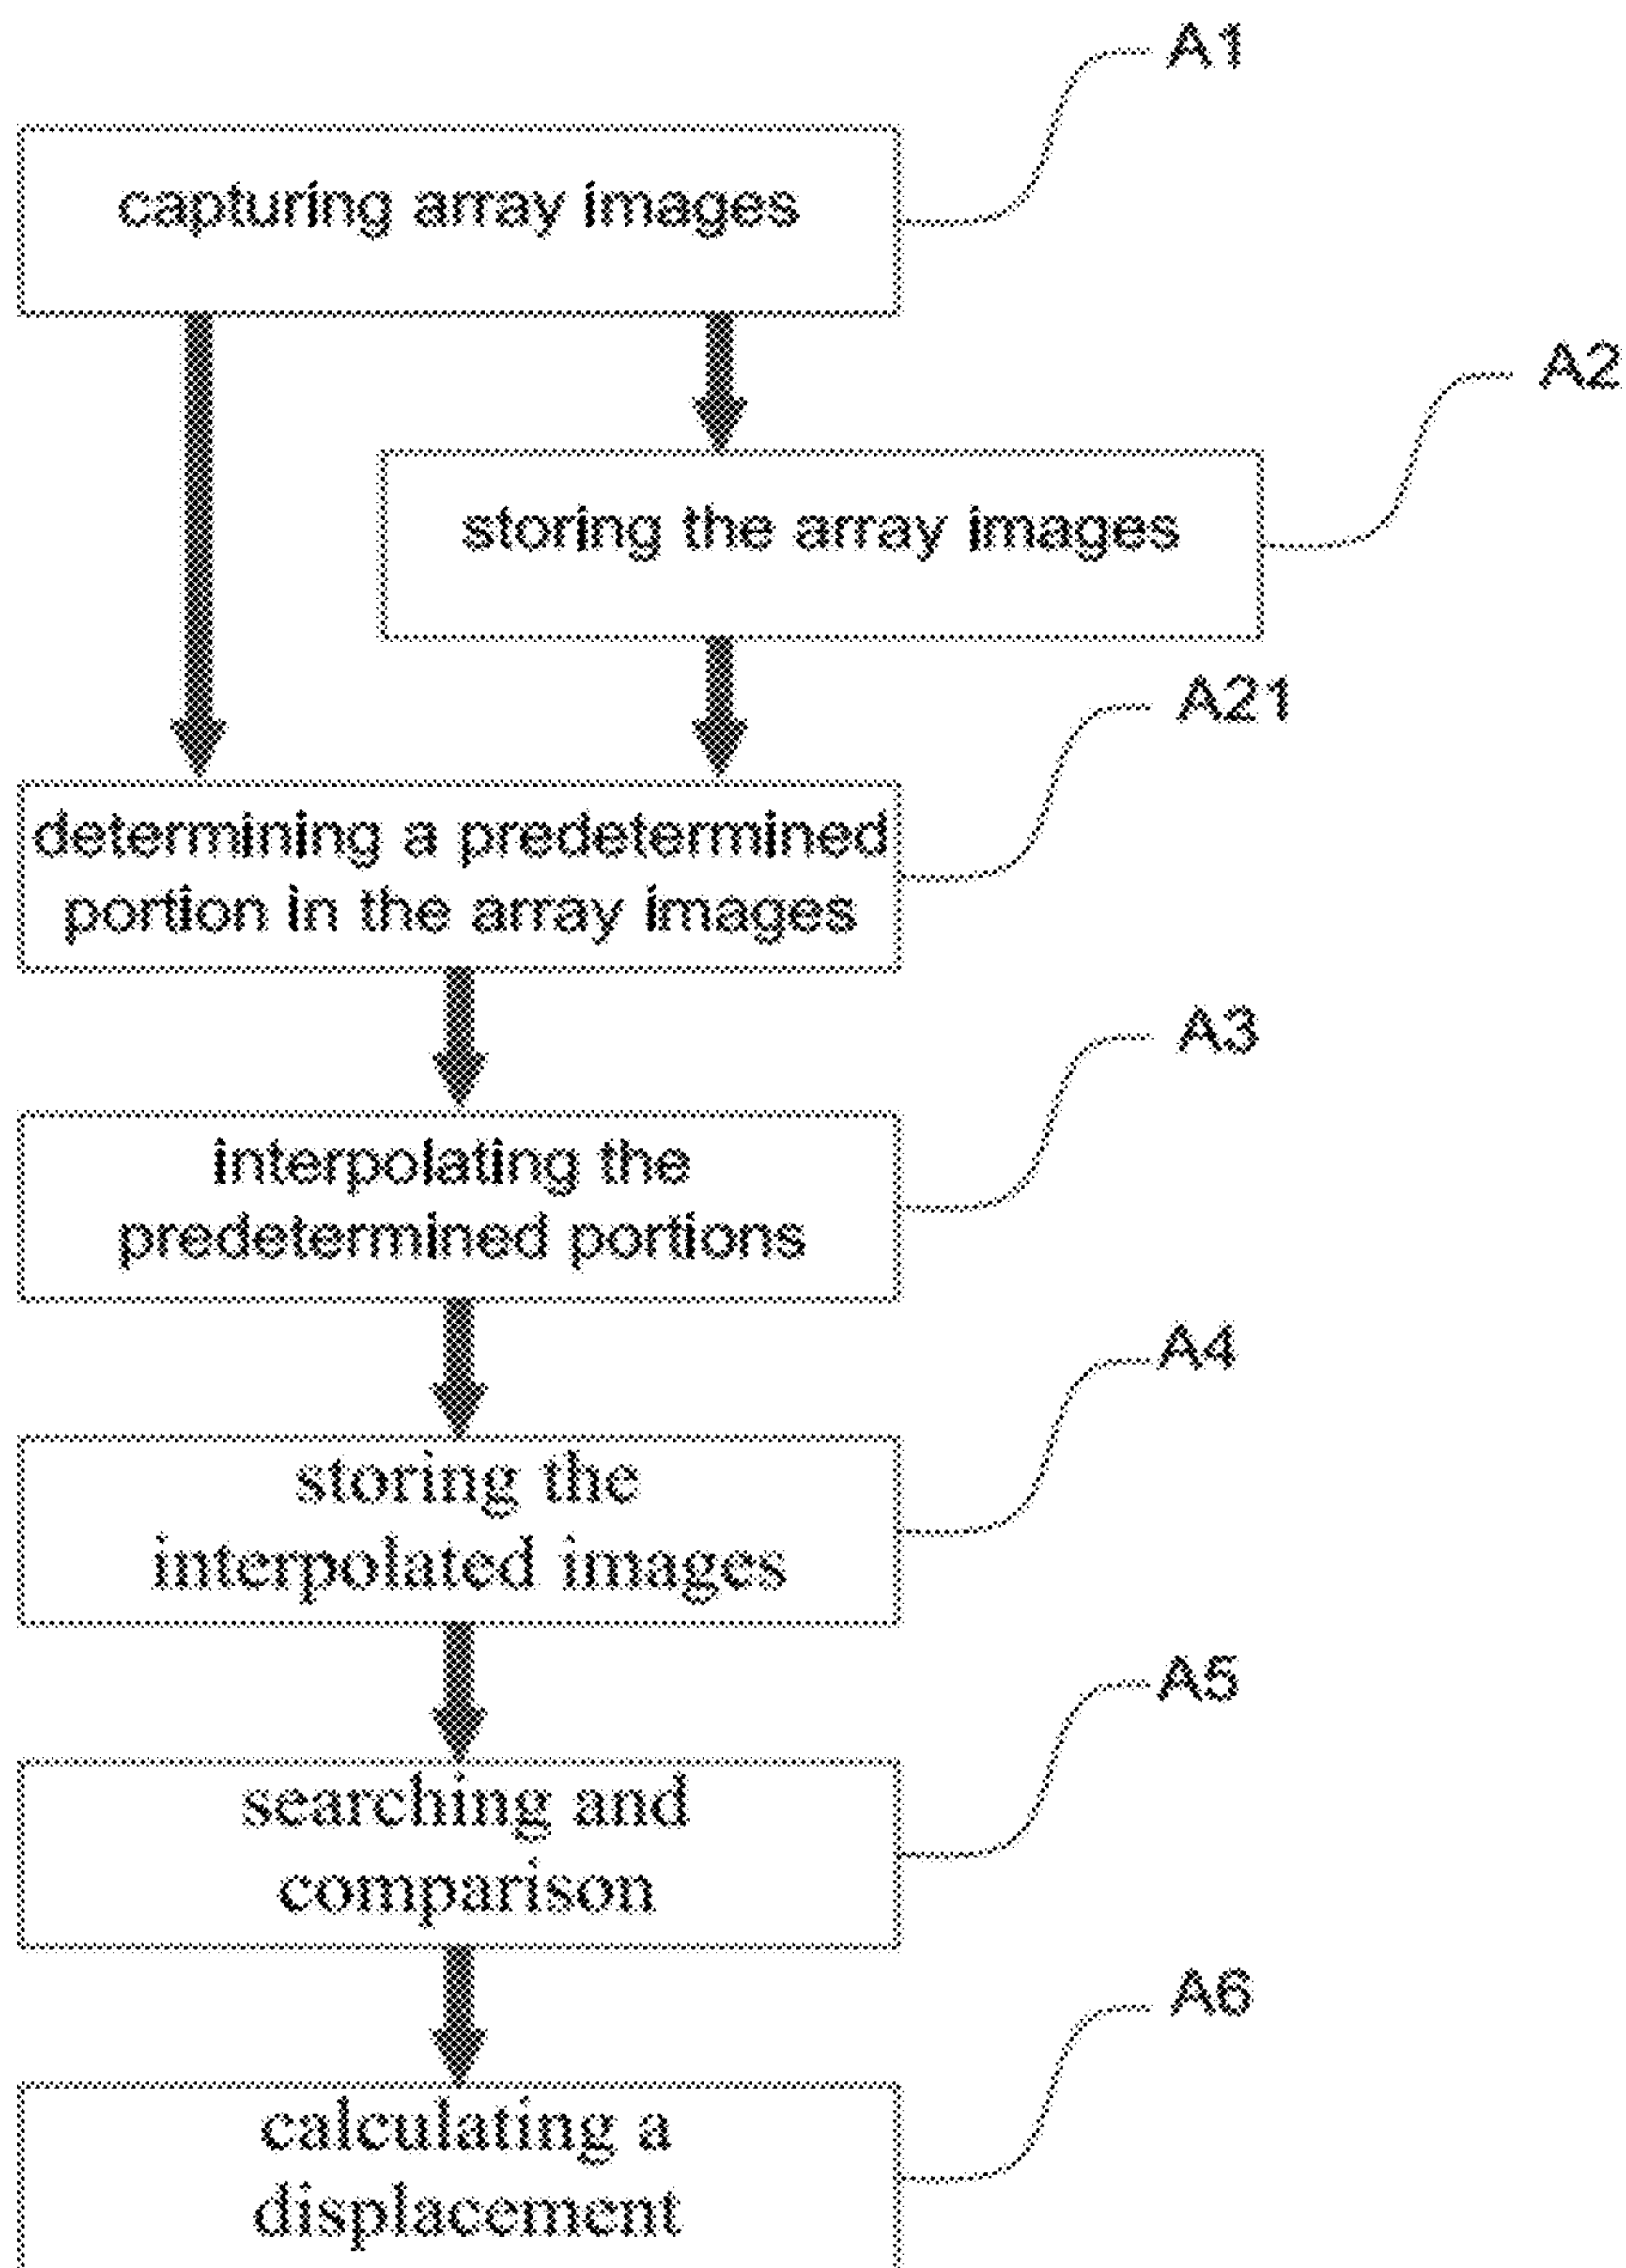 A1
capturing array images
A2
storing the array images
A21
determining a predetermined
portion in the array images
A3
interpolating the
predetermined portions
A4
storing the
interpolated images
A5
searching and
comparison
A6
calculating a
displacement